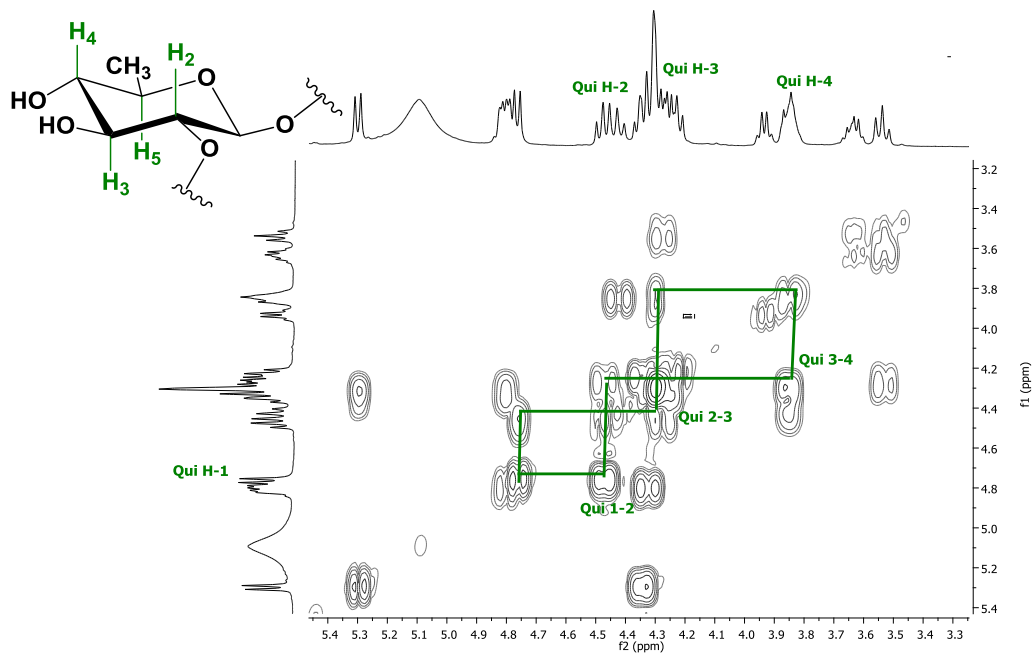 H4
H2
CH3
O
HO
HO
O
O
H5
H3
Qui H-2
Qui H-3
Qui H-4
Qui H-1
Qui 3-4
Qui 2-3
Qui 1-2
3.2
3.4
3.6
3.8
4.0
4.2
4.4
4.6
4.8
5.0
5.2
5.4
f1 (ppm)
5.4 5.2 5.1 5.0 4.9 4.8 4.7 4.6 4.5 4.4 4.3 4.2 4.1 4.0 3.9 3.8 3.7 3.6 3.5 3.4 3.3
f2 (ppm)